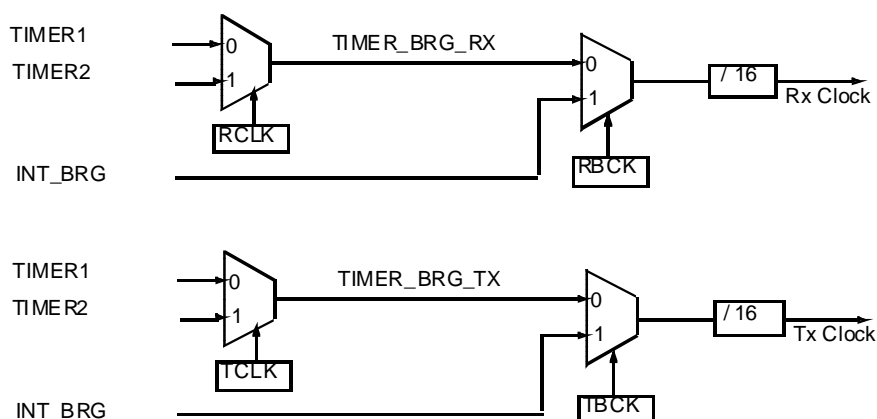 TIMER1
0
TIMER_BRG_RX
TIMER2
1
0
/ 16
1
Rx Clock
RCLK
INT_BRG
RBCK
TIMER1
0
TIMER_BRG_TX
TIMER2
1
0
/ 16
1
Tx Clock
TCLK
INT_BRG
TBCK